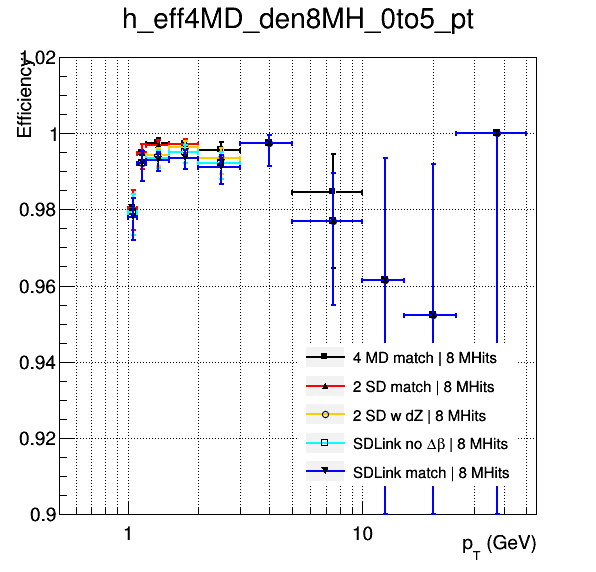 h_eff4MD_den8MH_0to5_pt
Efficiency
1.02
1
0.98
0.96
0.94
0.92
0.9
4 MD match | 8 MHits
2 SD match | 8 MHits
2 SD w dZ | 8 MHits
SDLink no Δβ | 8 MHits
SDLink match | 8 MHits
1
10
p_T (GeV)